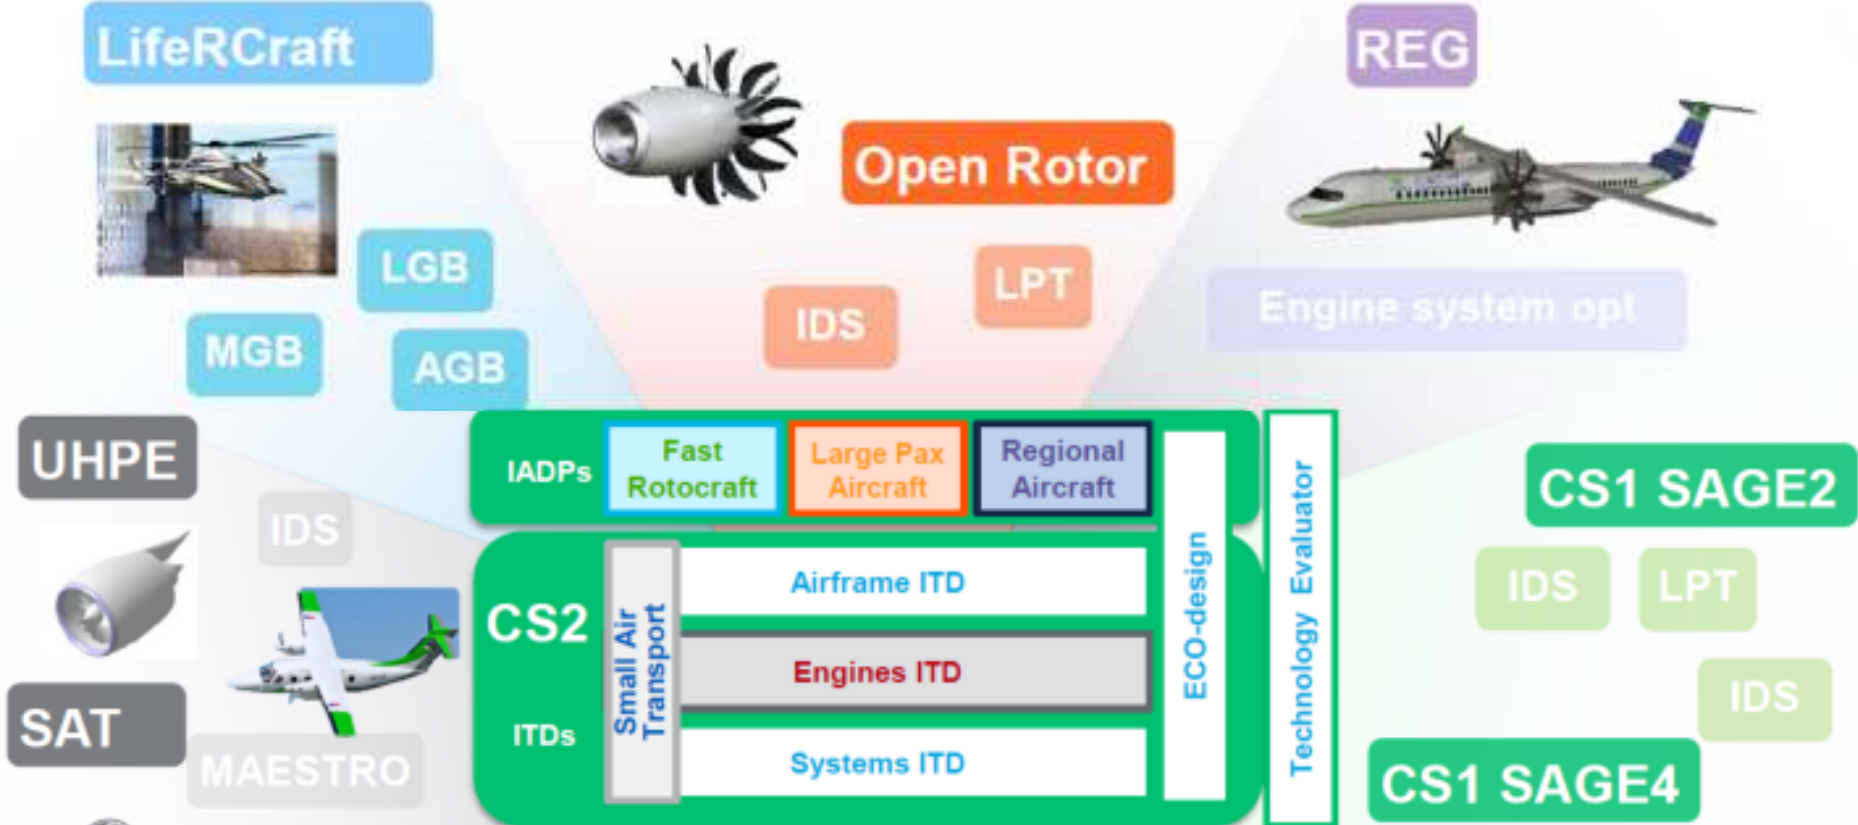 LifeRCraft
REG
Open Rotor
LGB
LPT
IDS
Engine system opt
MGB
AGB
UHPE
IDS
SAT
MAESTRO
IADPs
Fast
Rotocraft
Large Pax
Aircraft
Regional
Aircraft
CS2
ITDs
Small Air
Transport
Airframe ITD
Engines ITD
Systems ITD
ECO-design
Technology Evaluator
CS1 SAGE2
IDS
LPT
IDS
CS1 SAGE4